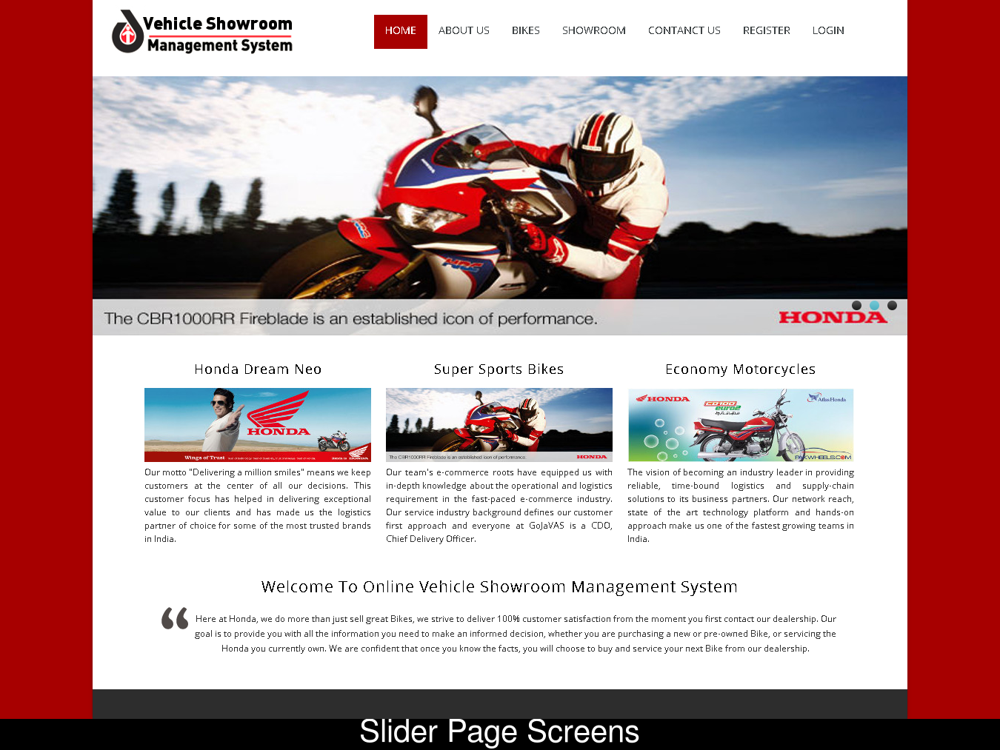 Vehicle Showroom
Management System
HOME ABOUT US BIKES SHOWROOM CONTANCT US REGISTER LOGIN
The CBR1000RR Fireblade is an established icon of performance.
HONDA
Honda Dream Neo
Super Sports Bikes
Economy Motorcycles
HONDA
Wings of Trust
The CBR1000RR Fireblade is an established icon of performance.
HONDA
HONDA
CD100
euro2
Atlas Honda
PAKWHEELS.COM
Our motto "Delivering a million smiles" means we keep
customers at the center of all our decisions. This
customer focus has helped in delivering exceptional
value to our clients and has made us the logistics
partner of choice for some of the most trusted brands
in India.
Our team's e-commerce roots have equipped us with
in-depth knowledge about the operational and logistics
requirement in the fast-paced e-commerce industry.
Our service industry background defines our customer
first approach and everyone at GoJaVAS is a CDO,
Chief Delivery Officer.
The vision of becoming an industry leader in providing
reliable, time-bound logistics and supply-chain
solutions to its business partners. Our network reach,
state of the art technology platform and hands-on
approach make us one of the fastest growing teams in
India.
Welcome To Online Vehicle Showroom Management System
Here at Honda, we do more than just sell great Bikes, we strive to deliver 100% customer satisfaction from the moment you first contact our dealership. Our
goal is to provide you with all the information you need to make an informed decision, whether you are purchasing a new or pre-owned Bike, or servicing the
Honda you currently own. We are confident that once you know the facts, you will choose to buy and service your next Bike from our dealership.
Slider Page Screens